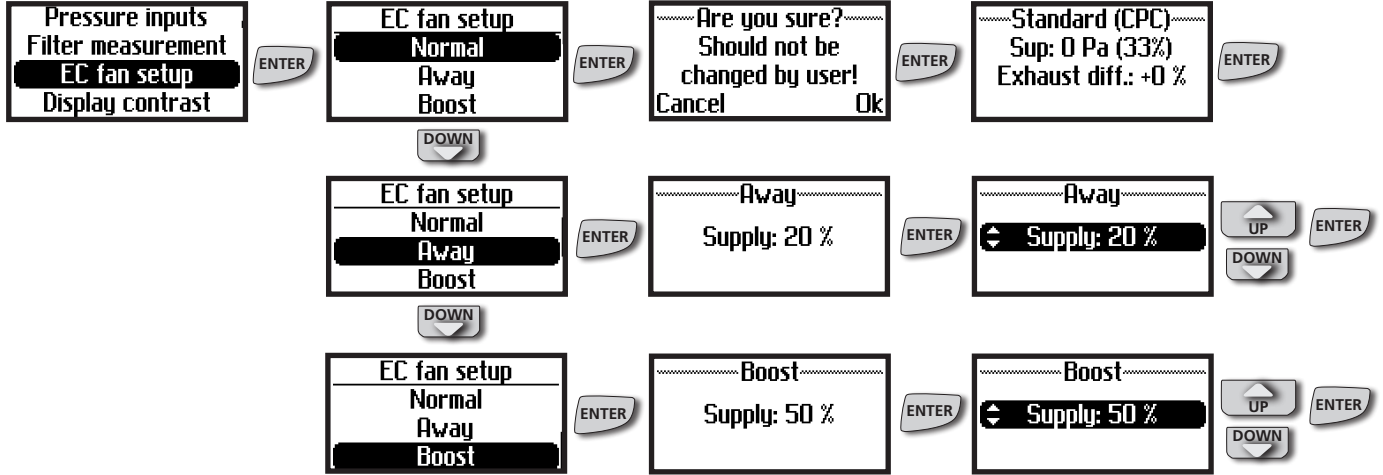 Pressure inputs
Filter measurement
EC fan setup
Display contrast
ENTER
EC fan setup
Normal
Away
Boost
ENTER
Are you sure?
Should not be
changed by user!
Cancel Ok
ENTER
Standard (CPC)
Sup: 0 Pa (33%)
Exhaust diff.: +0 %
ENTER
DOWN
EC fan setup
Normal
Away
Boost
ENTER
Away
Supply: 20 %
ENTER
Away
Supply: 20 %
UP
DOWN
ENTER
DOWN
EC fan setup
Normal
Away
Boost
ENTER
Boost
Supply: 50 %
ENTER
Boost
Supply: 50 %
UP
DOWN
ENTER